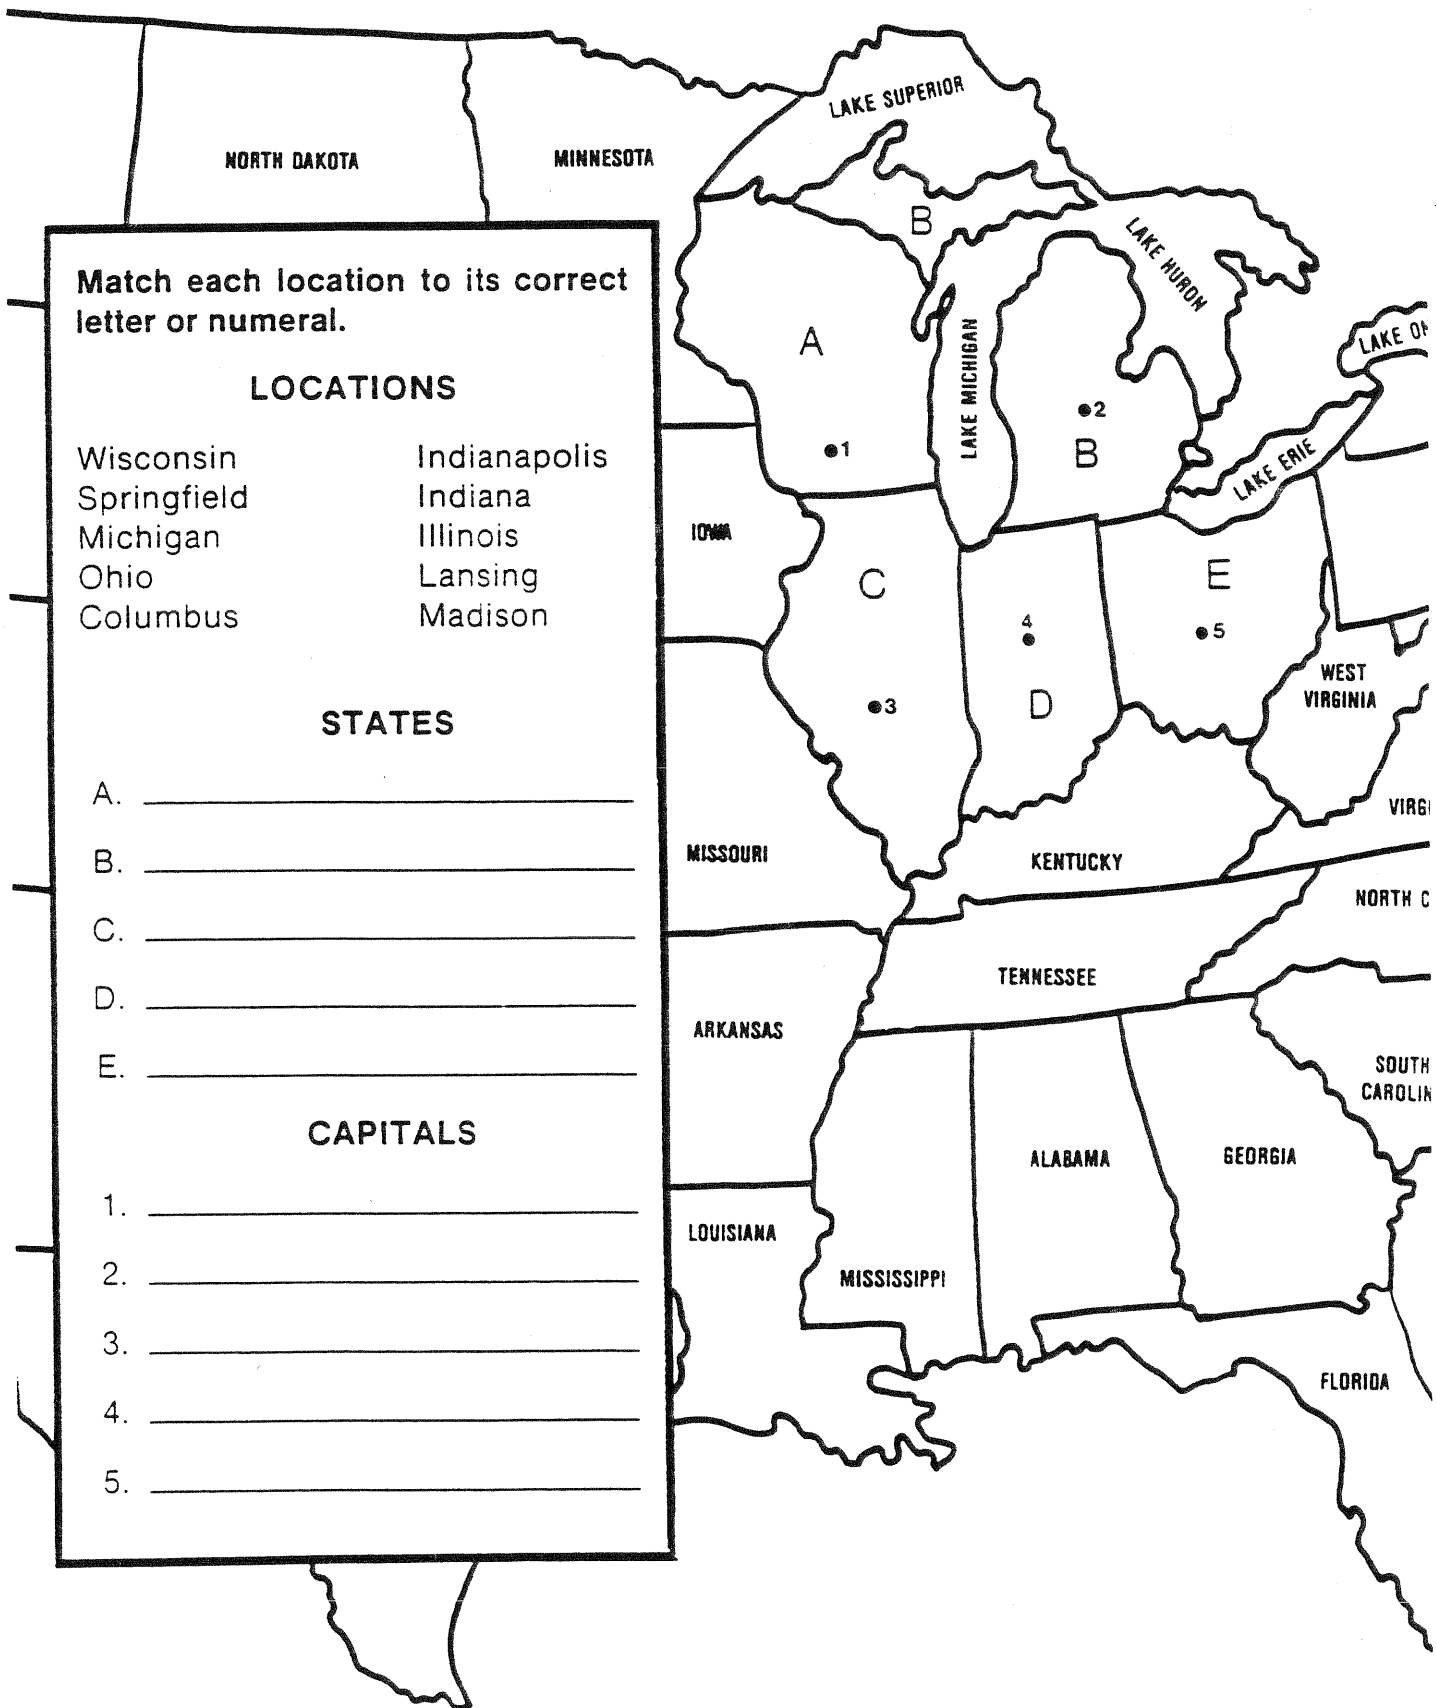 LAKE SUPERIOR
NORTH DAKOTA
MINNESOTA
B
LAKE HURON
Match each location to its correct
letter or numeral.
LOCATIONS
Wisconsin Indianapolis
Springfield Indiana
Michigan Illinois
Ohio Lansing
Columbus Madison
STATES
A.
B.
C.
D.
E.
CAPITALS
1.
2.
3.
4.
5.
A
LAKE MICHIGAN
LAKE
2
1
B
LAKE ERIE
IOWA
C
E
4
5
WEST
VIRGINIA
3
D
VIRGI
MISSOURI
KENTUCKY
NORTH C
TENNESSEE
ARKANSAS
SOUTH
CAROLIN
ALABAMA
GEORGIA
LOUISIANA
MISSISSIPPI
FLORIDA